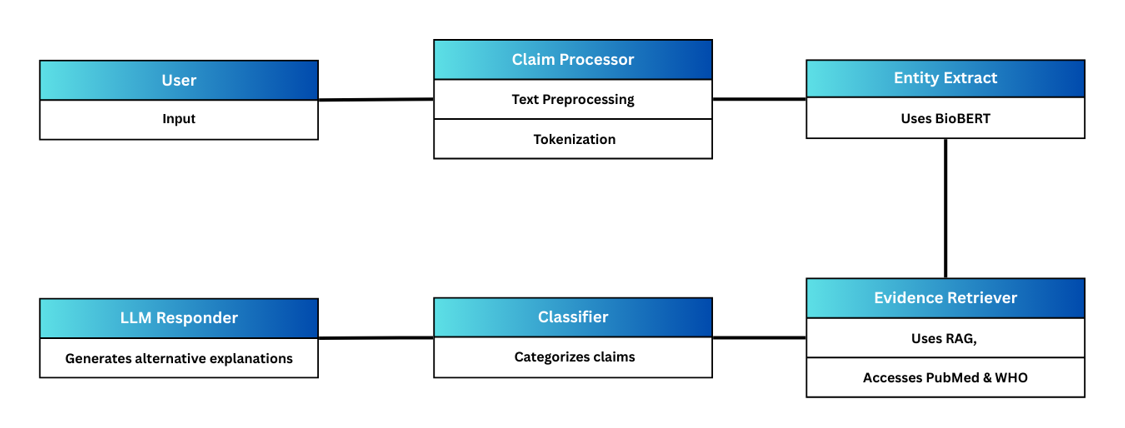 User
Input
Claim Processor
Text Preprocessing
Tokenization
Entity Extract
Uses BioBERT
LLM Responder
Generates alternative explanations
Classifier
Categorizes claims
Evidence Retriever
Uses RAG,
Accesses PubMed & WHO